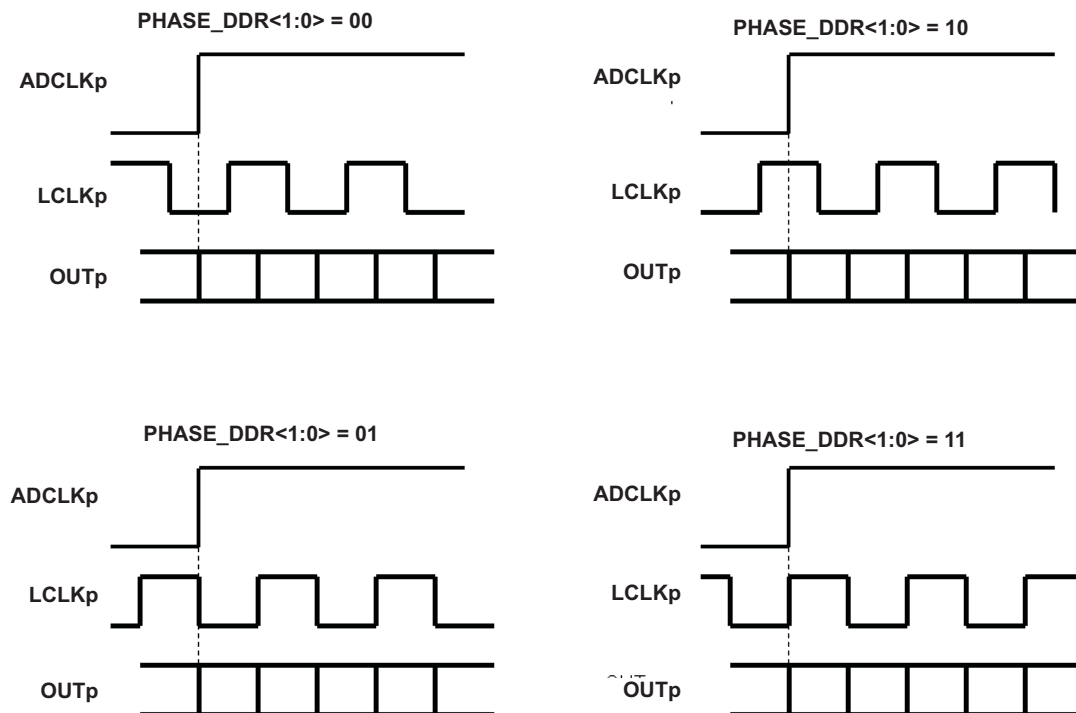 PHASE_DDR<1:0> = 00
ADCLKp
LCLKp
OUTp
PHASE_DDR<1:0> = 10
ADCLKp
LCLKp
OUTp
PHASE_DDR<1:0> = 01
ADCLKp
LCLKp
OUTp
PHASE_DDR<1:0> = 11
ADCLKp
LCLKp
OUTp